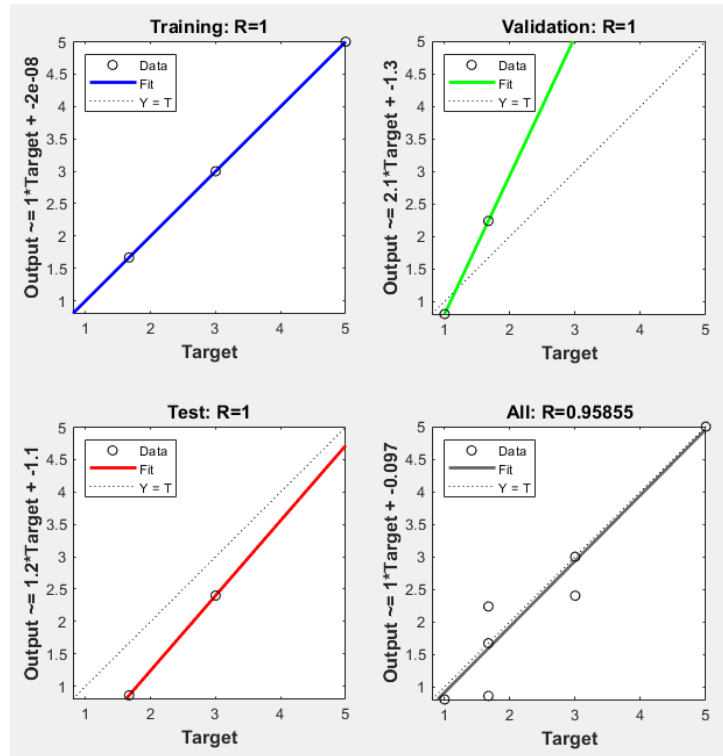 Training: R=1
Output ~= 1*Target + -2e-08
Data
Fit
Y = T
5
4.5
4
3.5
3
2.5
2
1.5
1
1 2 3 4 5
Target
Validation: R=1
Output ~= 2.1*Target + -1.3
Data
Fit
Y = T
5
4.5
4
3.5
3
2.5
2
1.5
1
1 2 3 4 5
Target
Test: R=1
Output ~= 1.2*Target + -1.1
Data
Fit
Y = T
5
4.5
4
3.5
3
2.5
2
1.5
1
1 2 3 4 5
Target
All: R=0.95855
Output ~= 1*Target + -0.097
Data
Fit
Y = T
5
4.5
4
3.5
3
2.5
2
1.5
1
1 2 3 4 5
Target